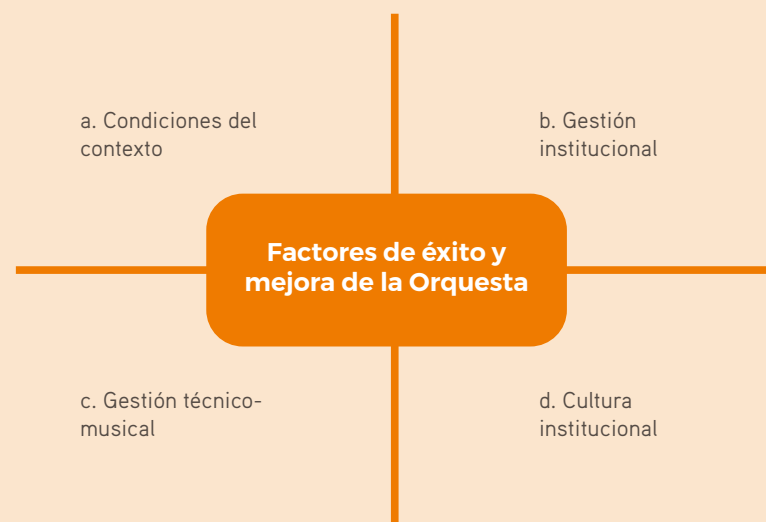 a. Condiciones del
contexto
b. Gestión
institucional
Factores de éxito y
mejora de la Orquesta
c. Gestión técnico-
musical
d. Cultura
institucional